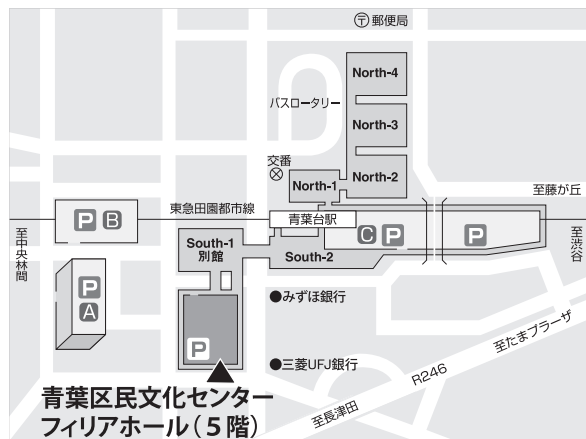 〒郵便局
North-4
バスロータリー
North-3
交番
North-1
North-2
至藤が丘
東急田園都市線
青葉台駅
P B
至中央林間
South-1
別館
C P
P
South-2
至渋谷
P
A
●みずほ銀行
至たまプラーザ
P
●三菱UFJ銀行
R246
至長津田
青葉区民文化センター
フィリアホール(5階)